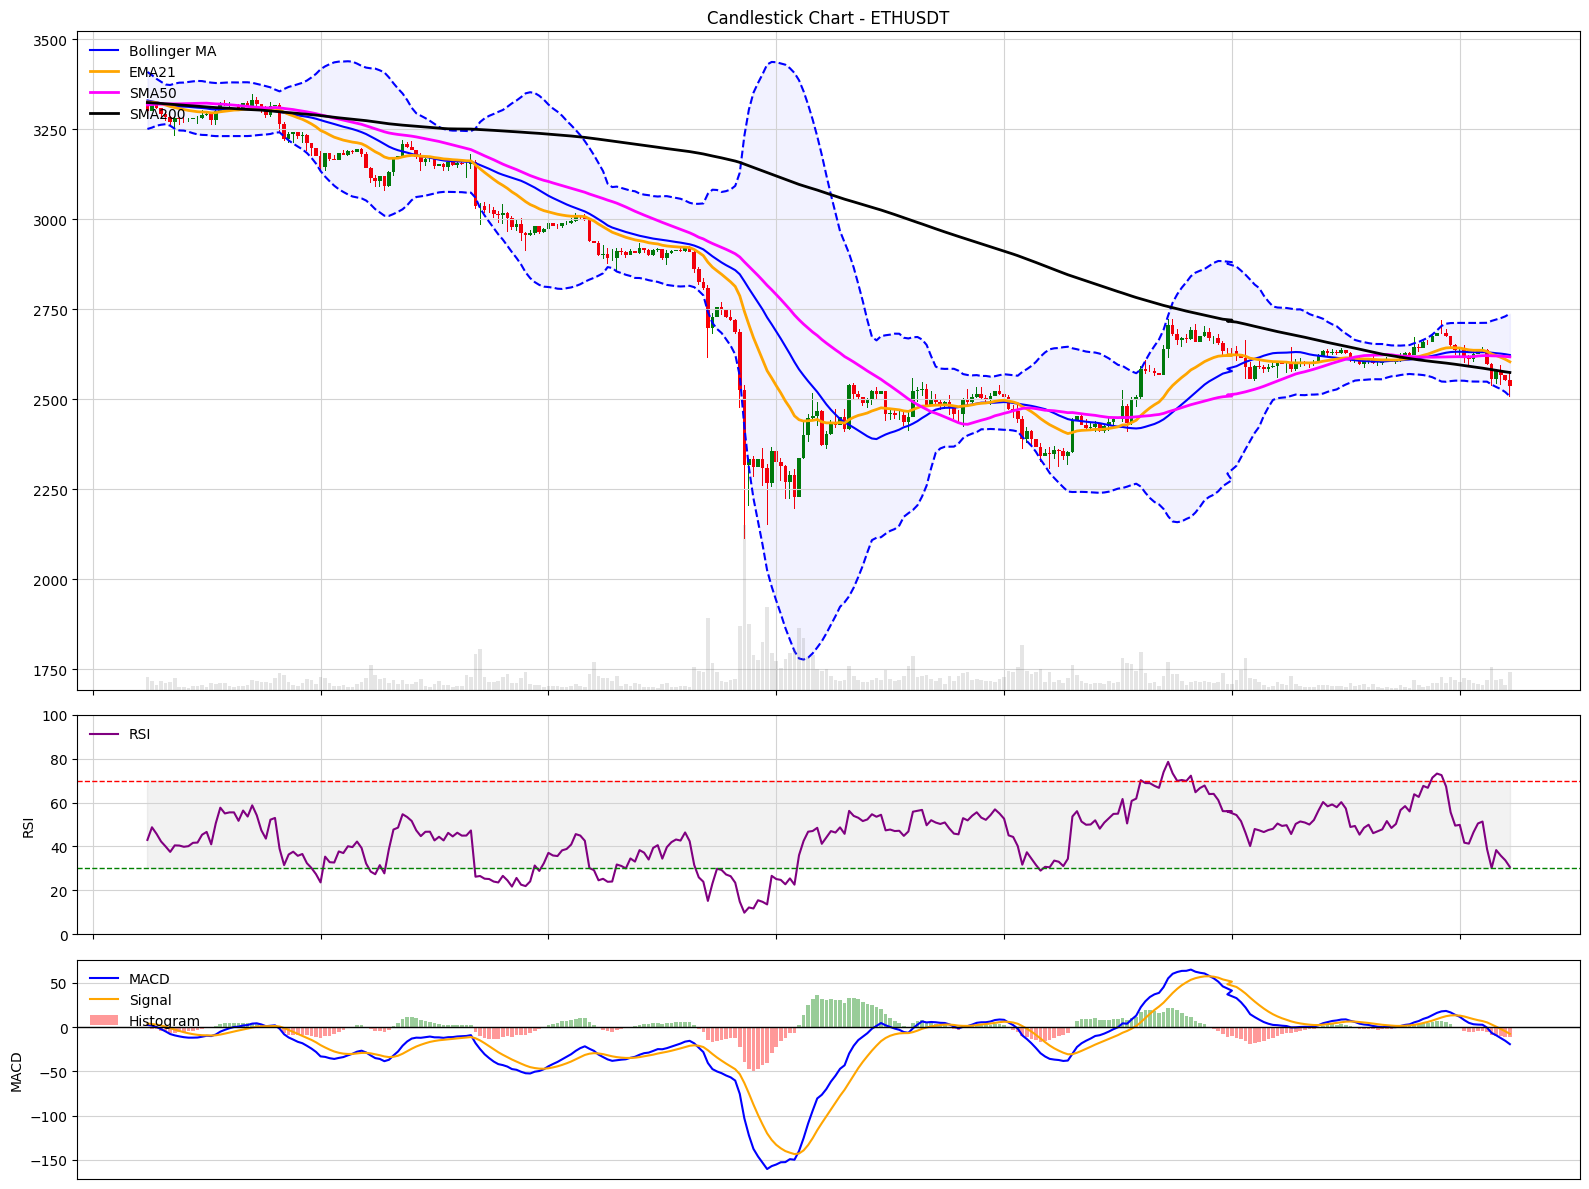 Candlestick Chart - ETHUSDT
3500
3250
3000
2750
2500
2250
2000
1750
Bollinger MA
EMA21
SMA50
SMA200
100
80
60
40
20
0
RSI
RSI
50
0
−50
−100
−150
MACD
MACD
Signal
Histogram